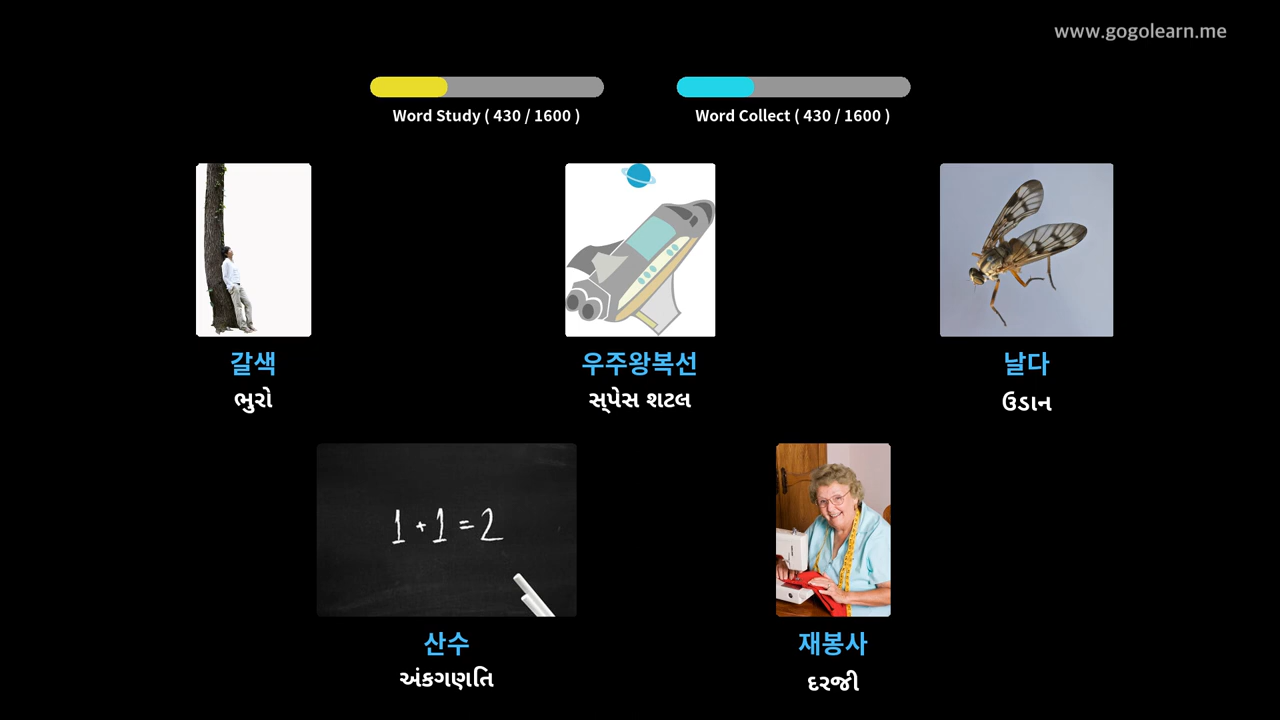 www.gogolearn.me
Word Study ( 430 / 1600 )
Word Collect ( 430 / 1600 )
갈색
ભુરો
우주왕복선
સ્પેસ શટલ
날다
ઉડાન
1 + 1 = 2
산수
અંકગણતિ
재봉사
દરજી